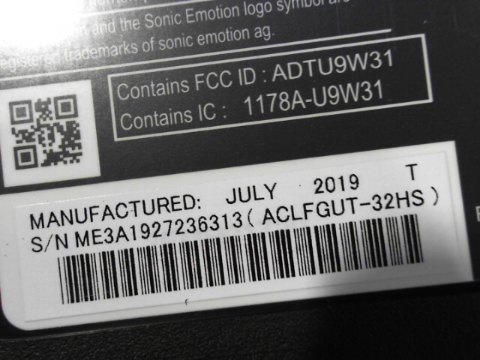 and the Sonic Emotion logo symbol are
registered trademarks of sonic emotion ag.
Contains FCC ID : ADTU9W31
Contains IC : 1178A-U9W31
MANUFACTURED: JULY 2019 T
S/N ME3A1927236313( ACLFGUT-32HS )